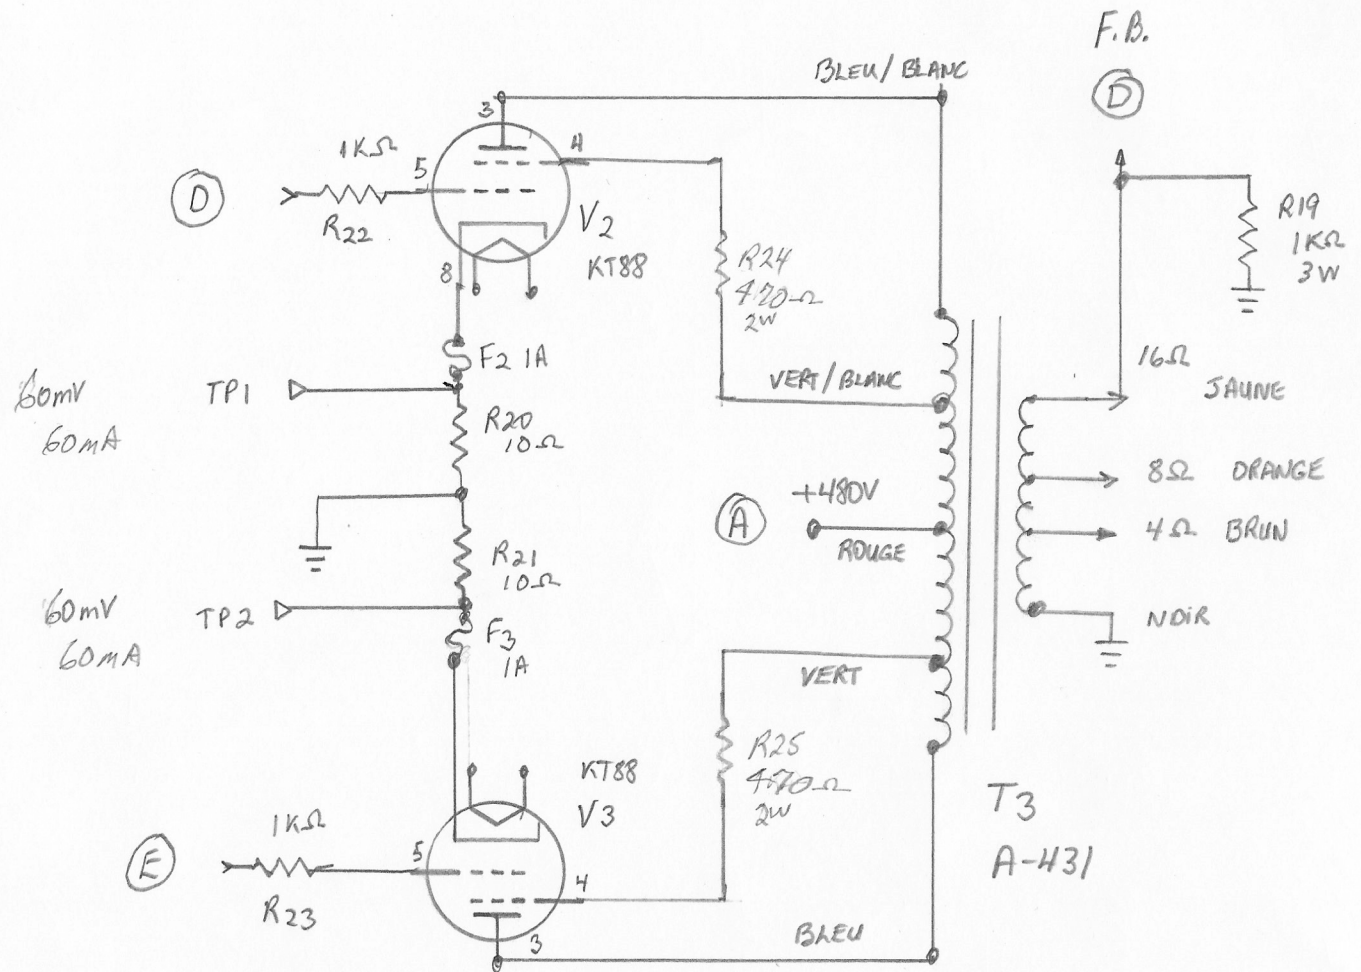 F.B.
D
BLEU/BLANC
3
4
1KΩ
5
D
R22
V2
KT88
8
R24
470Ω
2W
R19
1KΩ
3W
F2 1A
16Ω
JAUNE
VERT/BLANC
60mV
60mA
TP1
R20
10Ω
8Ω ORANGE
+480V
A
ROUGE
4Ω BRUN
R21
10Ω
60mV
60mA
TP2
F3
1A
NOIR
VERT
R25
470Ω
2W
KT88
V3
T3
A-431
1KΩ
5
E
4
R23
3
BLEU